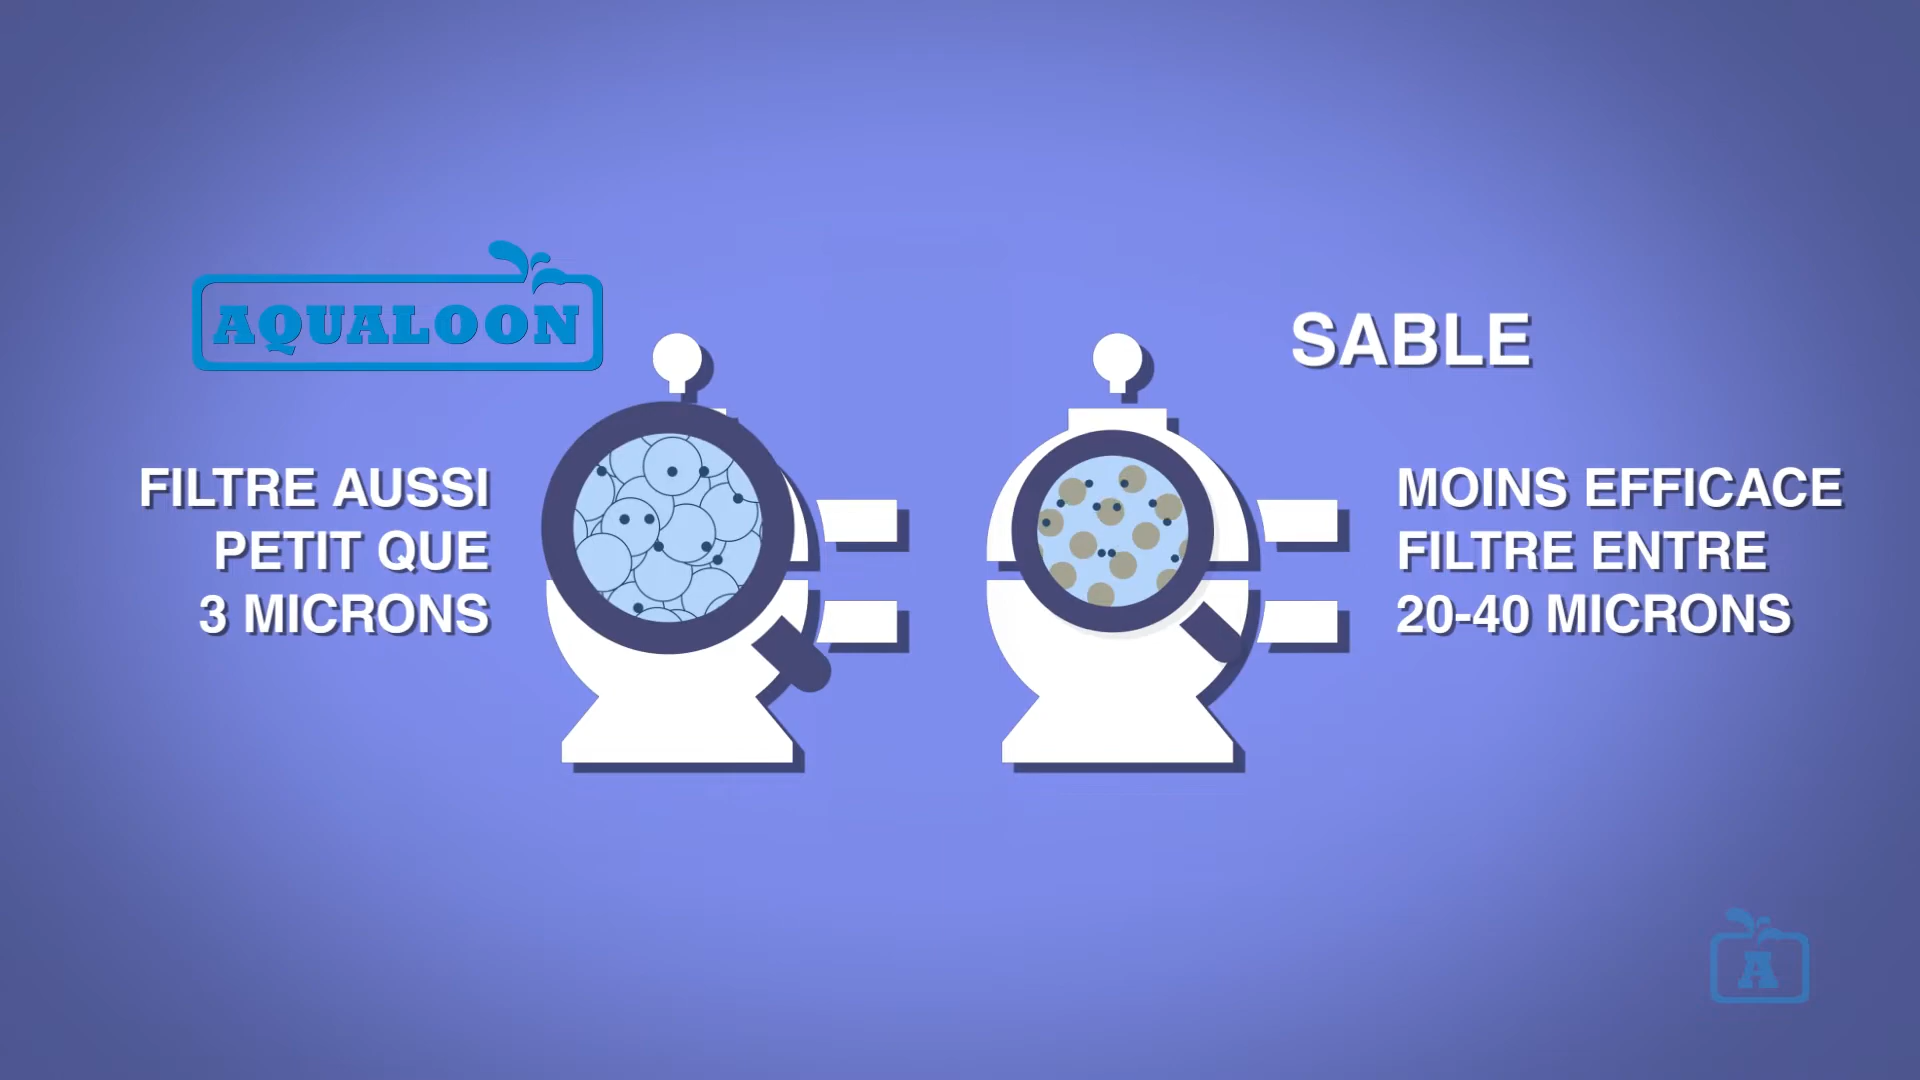 AQUALOON
FILTRE AUSSI
PETIT QUE
3 MICRONS
SABLE
MOINS EFFICACE
FILTRE ENTRE
20-40 MICRONS
A